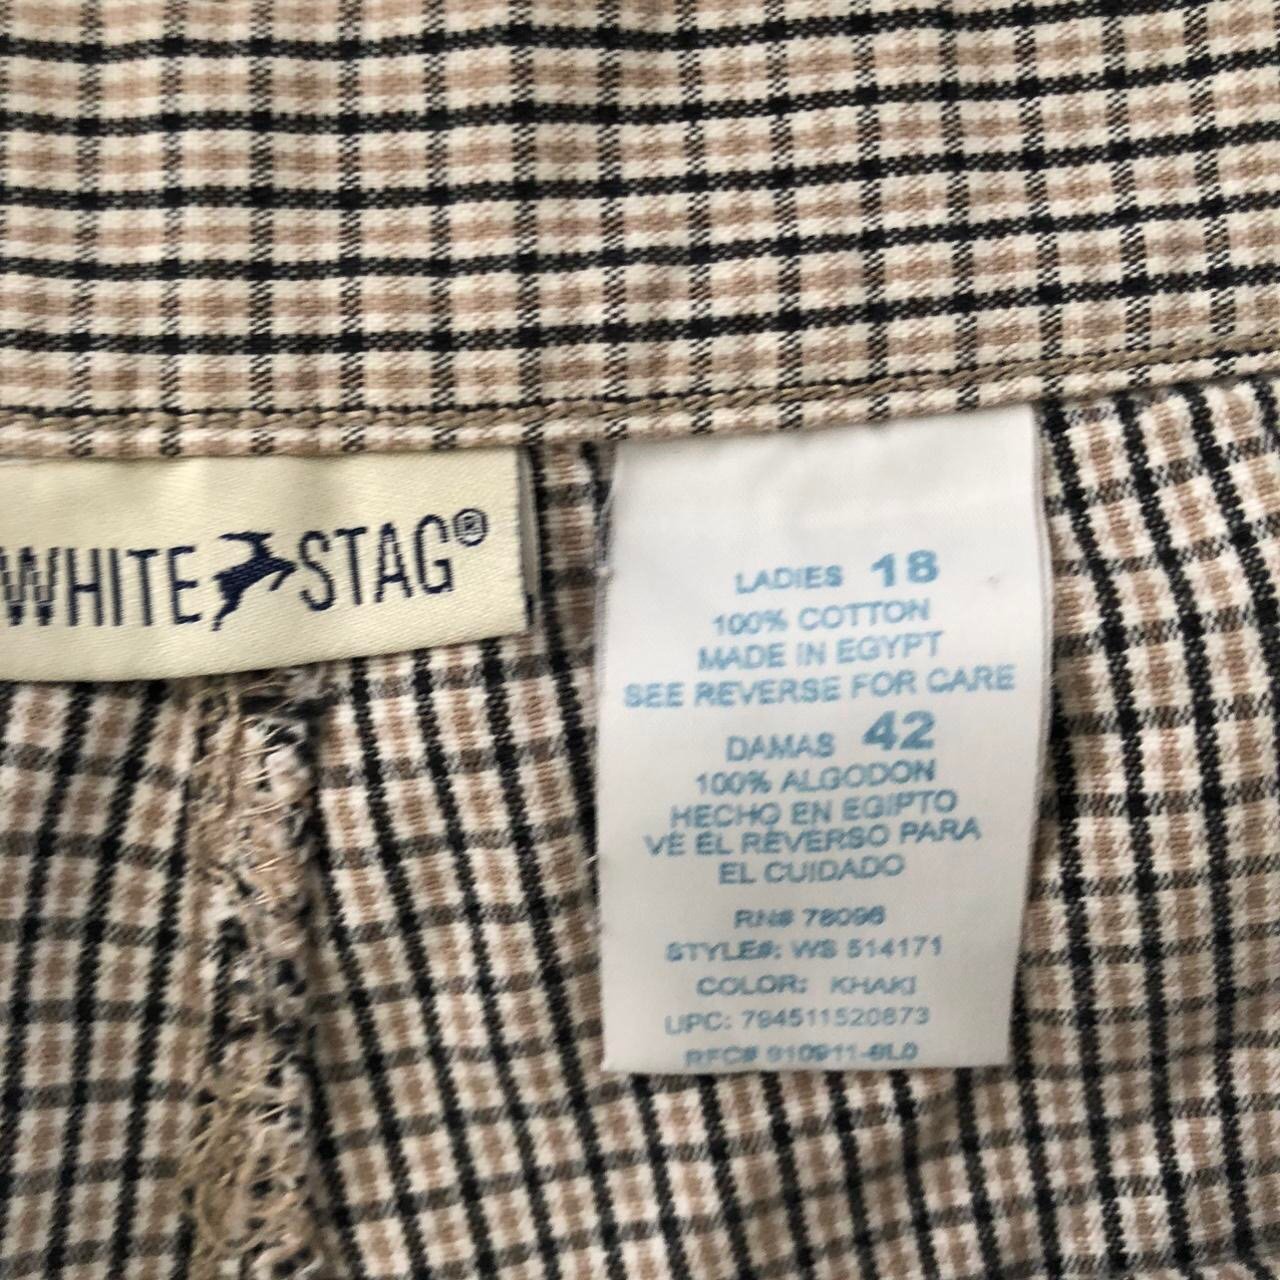 WHITE STAG®
LADIES 18
100% COTTON
MADE IN EGYPT
SEE REVERSE FOR CARE
DAMAS 42
100% ALGODON
HECHO EN EGIPTO
VE EL REVERSO PARA
EL CUIDADO
RN# 78096
STYLE#: WS 514171
COLOR: KHAKI
UPC: 794511520873
RFC#